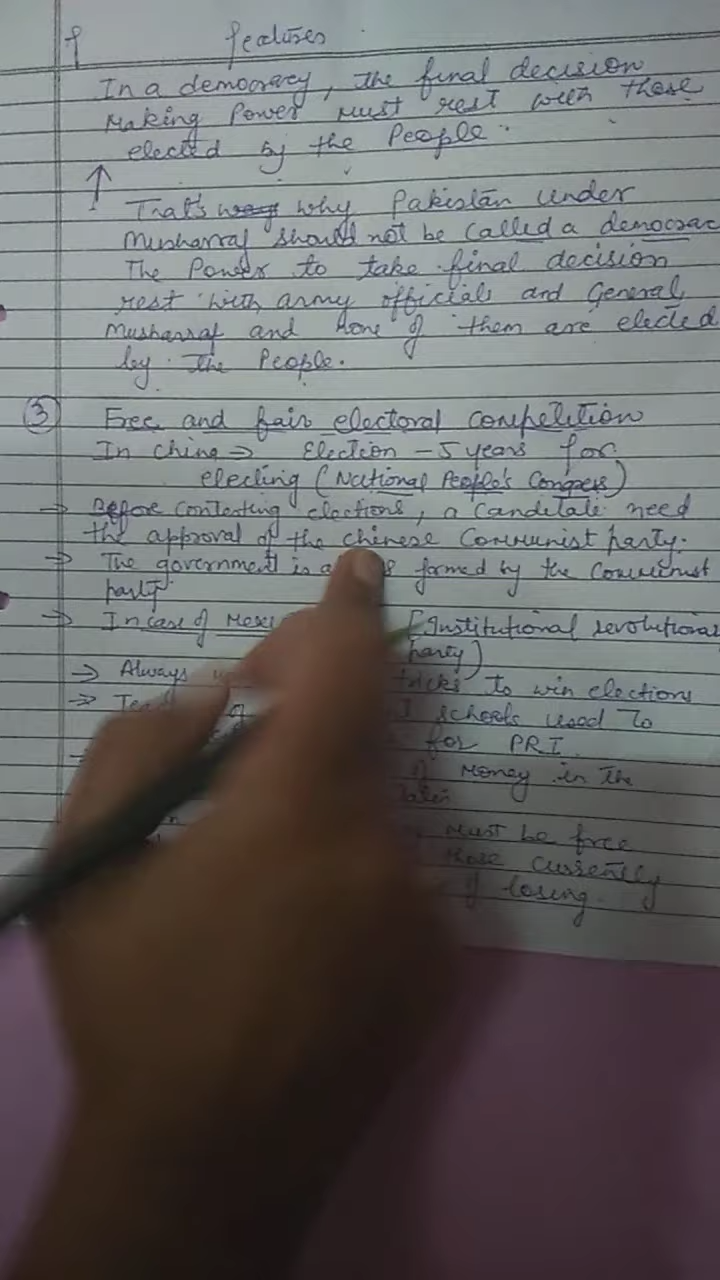 features
In a democracy, the final decision
Making Power Must rest with those
elected by the People.
That's why Pakistan under
Musharraf should not be called a democrac
The Power to take final decision
rest with army officials and General
Musharraf and None of them are elected
by The People.
③ Free and fair electoral competition
In China → Election - 5 years for
electing (National People's Congress)
→ Before Contesting elections, a Candidate need
the approval of the chinese Communist party.
→ The government is formed by the Communist
party
→ In case of [Institutional revolutionar
party)
→ Always tricks to win elections
→ schools used To
for PRI
of Money in The
Must be free
those currently
of losing.